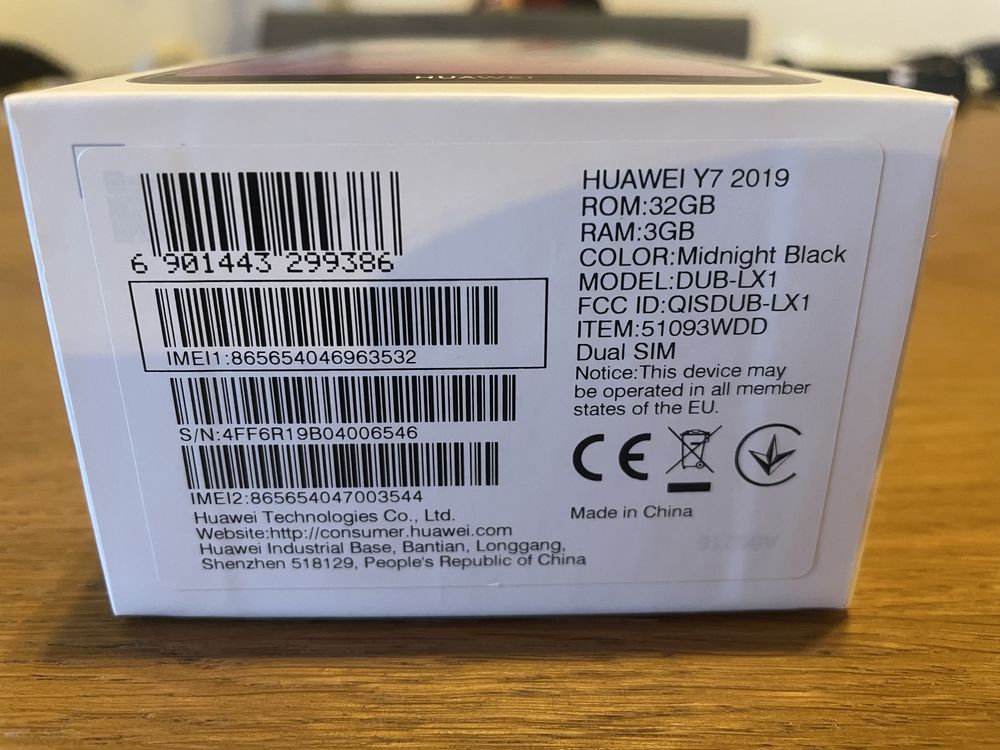 HUAWEI
6 901443 299386
IMEI1:865654046963532
S/N:4FF6R19B04006546
IMEI2:865654047003544
Huawei Technologies Co., Ltd.
Website:http://consumer.huawei.com
Huawei Industrial Base, Bantian, Longgang,
Shenzhen 518129, People's Republic of China
HUAWEI Y7 2019
ROM:32GB
RAM:3GB
COLOR:Midnight Black
MODEL:DUB-LX1
FCC ID:QISDUB-LX1
ITEM:51093WDD
Dual SIM
Notice:This device may
be operated in all member
states of the EU.
CE
Made in China